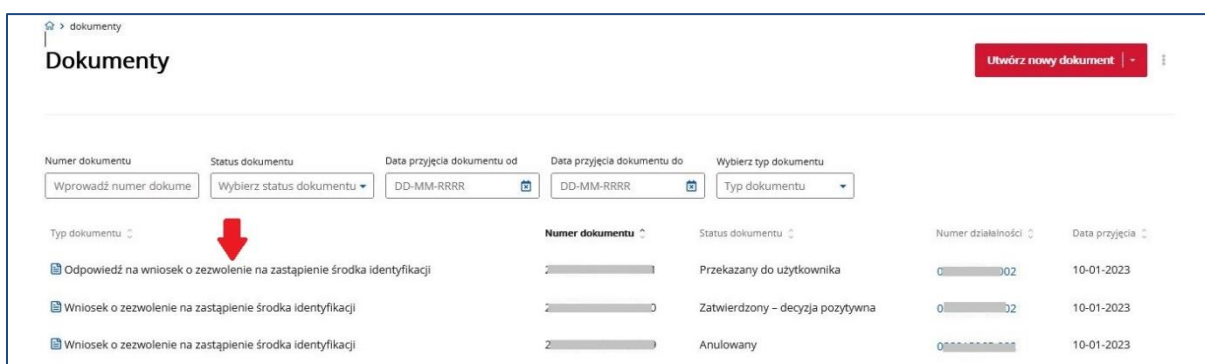 dokumenty
Dokumenty
Utwórz nowy dokument
Numer dokumentu Status dokumentu Data przyjęcia dokumentu od Data przyjęcia dokumentu do Wybierz typ dokumentu
Wprowadź numer dokume Wybierz status dokumentu DD-MM-RRRR DD-MM-RRRR Typ dokumentu
Typ dokumentu Numer dokumentu Status dokumentu Numer działalności Data przyjęcia
Odpowiedź na wniosek o zezwolenie na zastąpienie środka identyfikacji Przekazany do użytkownika 10-01-2023
Wniosek o zezwolenie na zastąpienie środka identyfikacji Zatwierdzony – decyzja pozytywna 10-01-2023
Wniosek o zezwolenie na zastąpienie środka identyfikacji Anulowany 10-01-2023